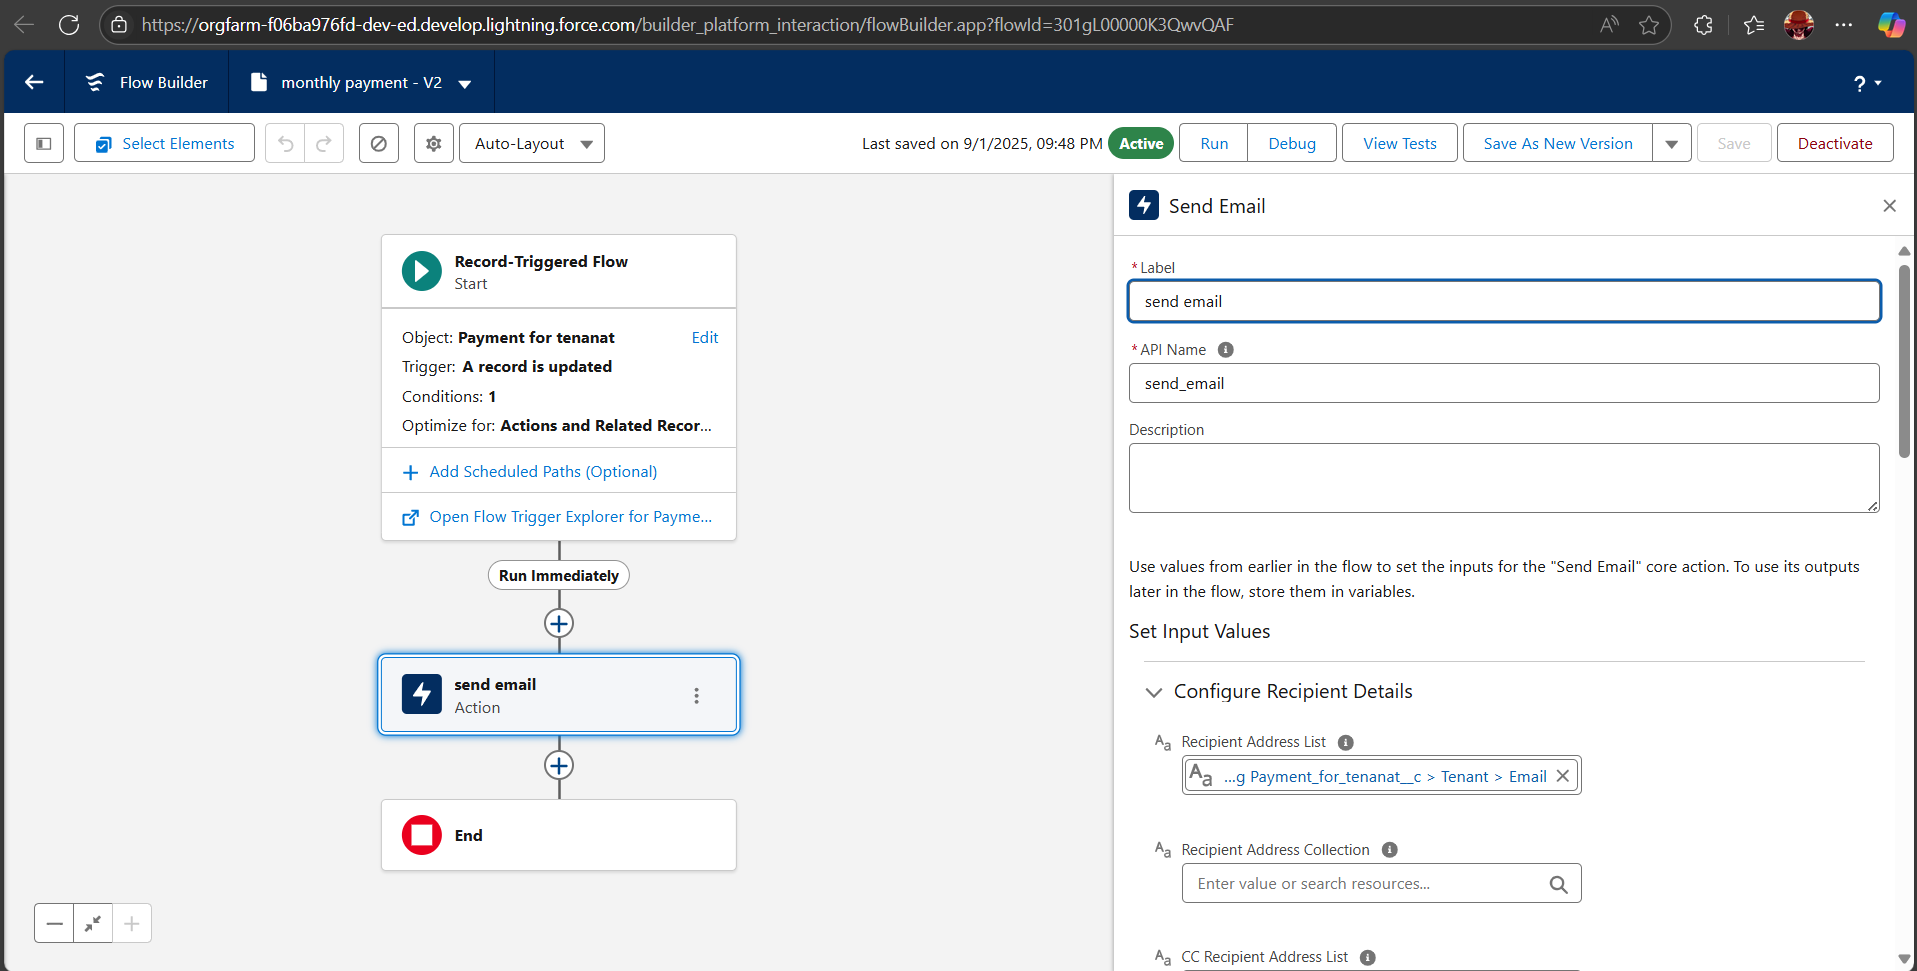 https://orgfarm-f06ba976fd-dev-ed.develop.lightning.force.com/builder_platform_interaction/flowBuilder.app?flowId=301gL00000K3QwvQAF
Flow Builder
monthly payment - V2
?
Select Elements
Auto-Layout
Last saved on 9/1/2025, 09:48 PM
Active
Run
Debug
View Tests
Save As New Version
Save
Deactivate
Record-Triggered Flow
Start
Object: Payment for tenanat
Edit
Trigger: A record is updated
Conditions: 1
Optimize for: Actions and Related Recor...
Add Scheduled Paths (Optional)
Open Flow Trigger Explorer for Payme...
Run Immediately
send email
Action
End
Send Email
*Label
send email
*API Name
send_email
Description
Use values from earlier in the flow to set the inputs for the "Send Email" core action. To use its outputs
later in the flow, store them in variables.
Set Input Values
Configure Recipient Details
Aa Recipient Address List
Aa ...g Payment_for_tenanat__c > Tenant > Email
Aa Recipient Address Collection
Enter value or search resources...
Aa CC Recipient Address List